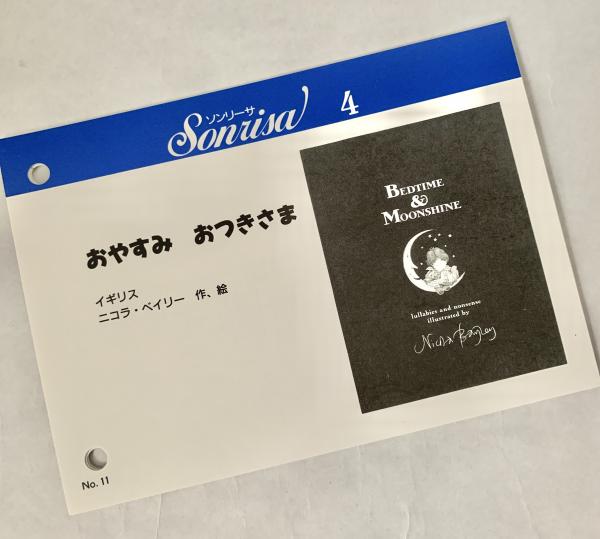 ソンリーサ
Sonrisa 4
おやすみ おつきさま
イギリス
ニコラ・ベイリー 作、絵
BEDTIME
&
MOONSHINE
lullabies and nonsense
illustrated by
Nicola Bayley
No. 11